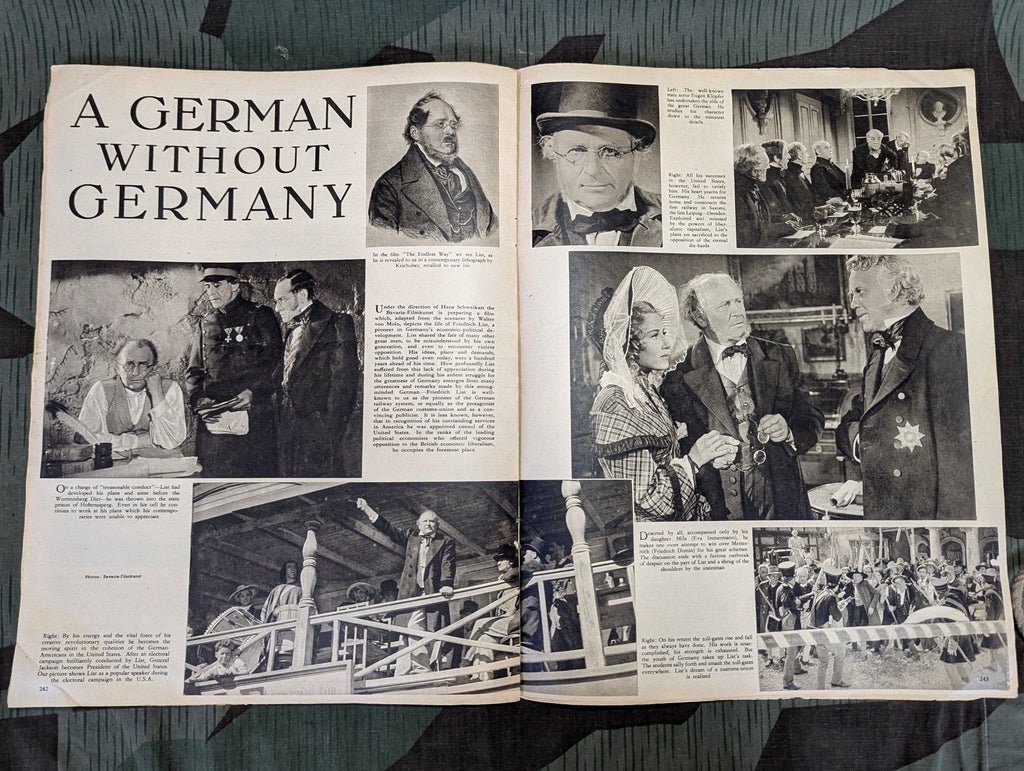 A GERMAN
WITHOUT
GERMANY
In the film "The Endless Way" we see List, as
he is revealed to us in a contemporary lithograph by
Kriehuber, recalled to new life
Under the direction of Hans Schweikart the
Bavaria-Filmkunst is preparing a film
which, adapted from the scenario by Walter
von Molo, depicts the life of Friedrich List, a
pioneer in Germany's economic-political de-
velopment. List shared the fate of many other
great men, to be misunderstood by his own
generation, and even to encounter violent
opposition. His ideas, plans and demands,
which hold good even today, were a hundred
years ahead of his time. How profoundly List
suffered from this lack of appreciation during
his lifetime and during his ardent struggle for
the greatness of Germany emerges from many
utterances and remarks made by this strong-
minded German.—Friedrich List is well-
known to us as the pioneer of the German
railway system, or equally as the protagonist
of the German customs-union and as a con-
vincing publicist. It is less known, however,
that in recognition of his outstanding services
in America he was appointed consul of the
United States. In the ranks of the leading
political economists who offered vigorous
opposition to the British economic liberalism,
he occupies the foremost place
On a charge of "treasonable conduct"—List had
developed his plans and aims before the
Wurttemberg Diet—he was thrown into the state
prison of Hohenasperg. Even in his cell he con-
tinues to work at his plans which his contempo-
raries were unable to appreciate
Photos: Bavaria-Filmkunst
Right: By his energy and the vital force of his
creative revolutionary qualities he becomes the
moving spirit in the cohesion of the German-
Americans in the United States. After an electoral
campaign brilliantly conducted by List, General
Jackson becomes President of the United States.
Our picture shows List as a popular speaker during
the electoral campaign in the U.S.A.
242
Left: The well-known
state actor Eugen Klöpfer
has undertaken the rôle of
the great German. He
studies his character
down to the minutest
details
Right: All his successes
in the United States,
however, fail to satisfy
him. His heart yearns for
Germany. He returns
home and constructs the
first railway in Saxony,
the line Leipzig—Dresden.
Exploited and misused
by the powers of liber-
alistic capitalism, List's
plans are sacrificed to the
opposition of the eternal
die-hards
Deserted by all, accompanied only by his
daughter Mila (Eva Immermann), he
makes one more attempt to win over Metter-
nich (Friedrich Domin) for his great schemes.
The discussion ends with a furious outbreak
of despair on the part of List and a shrug of the
shoulders by the statesman
Right: On his return the toll-gates rise and fall
as they always have done. His work is unac-
complished, his strength is exhausted. But
the youth of Germany takes up List's task.
The students sally forth and smash the toll-gates
everywhere. List's dream of a customs-union
is realized
243